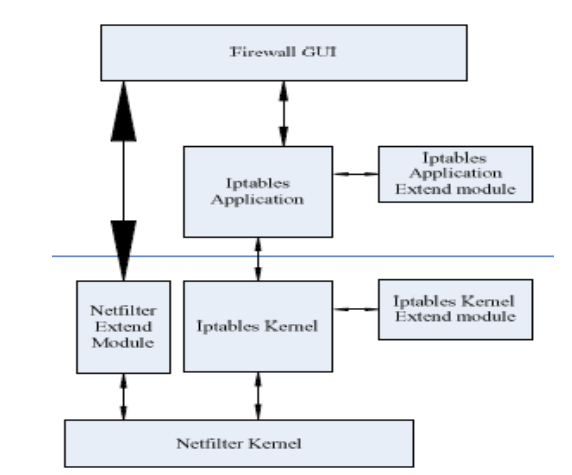 Firewall GUI
Iptables
Application
Iptables
Application
Extend module
Netfilter
Extend
Module
Iptables Kernel
Iptables Kernel
Extend module
Netfilter Kernel